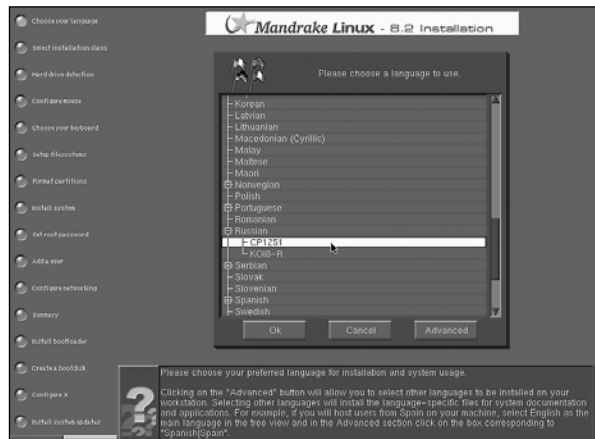 Choose your language
Select installation class
Hard drive detection
Configure mouse
Choose your keyboard
Setup filesystems
Format partitions
Install system
Set root password
Add a user
Configure networking
Summary
Install bootloader
Create a bootdisk
Configure X
Install system updates
Mandrake Linux - 8.2 Installation
Please choose a language to use.
Korean
Latvian
Lithuanian
Macedonian (Cyrillic)
Malay
Maltese
Maori
Norwegian
Polish
Portuguese
Romanian
Russian
CP1251
KOI8-R
Serbian
Slovak
Slovenian
Spanish
Swedish
Ok Cancel Advanced
Please choose your preferred language for installation and system usage.
Clicking on the "Advanced" button will allow you to select other languages to be installed on your
workstation. Selecting other languages will install the language-specific files for system documentation
and applications. For example, if you will host users from Spain on your machine, select English as the
main language in the tree view and in the Advanced section click on the box corresponding to
"Spanish|Spain".